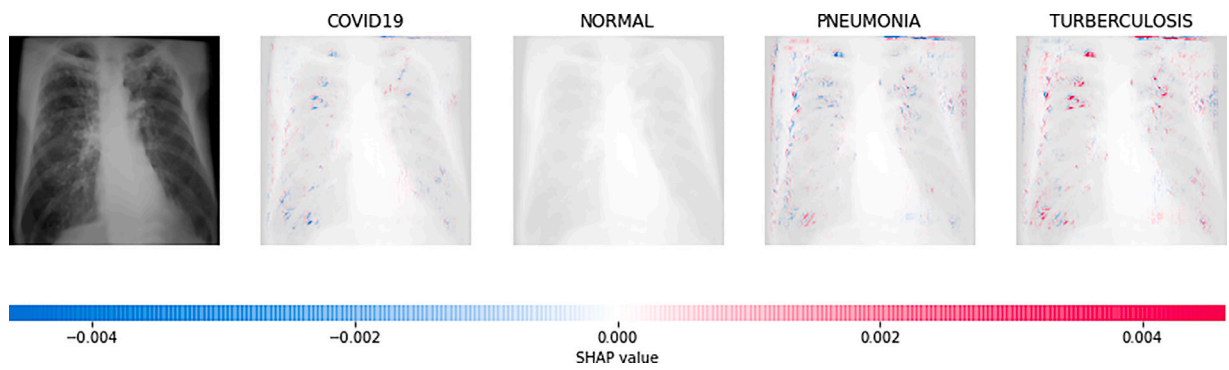 COVID19
NORMAL
PNEUMONIA
TURBERCULOSIS
−0.004
−0.002
0.000
0.002
0.004
SHAP value